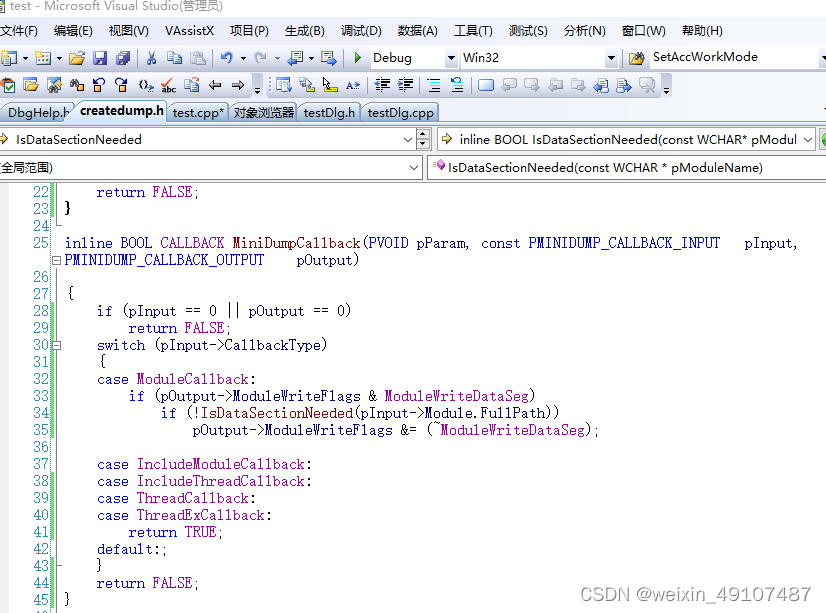 test - Microsoft Visual Studio(管理员)
文件(F) 编辑(E) 视图(V) VAssistX 项目(P) 生成(B) 调试(D) 数据(A) 工具(T) 测试(S) 分析(N) 窗口(W) 帮助(H)
Debug Win32 SetAccWorkMode
DbgHelp.h createdump.h test.cpp* 对象浏览器 testDlg.h testDlg.cpp
IsDataSectionNeeded inline BOOL IsDataSectionNeeded(const WCHAR* pModul
(全局范围) IsDataSectionNeeded(const WCHAR * pModuleName)
22 return FALSE;
23 }
24
25 inline BOOL CALLBACK MiniDumpCallback(PVOID pParam, const PMINIDUMP_CALLBACK_INPUT pInput,
PMINIDUMP_CALLBACK_OUTPUT pOutput)
26
27 {
28 if (pInput == 0 || pOutput == 0)
29 return FALSE;
30 switch (pInput->CallbackType)
31 {
32 case ModuleCallback:
33 if (pOutput->ModuleWriteFlags & ModuleWriteDataSeg)
34 if (!IsDataSectionNeeded(pInput->Module.FullPath))
35 pOutput->ModuleWriteFlags &= (~ModuleWriteDataSeg);
36
37 case IncludeModuleCallback:
38 case IncludeThreadCallback:
39 case ThreadCallback:
40 case ThreadExCallback:
41 return TRUE;
42 default:;
43 }
44 return FALSE;
45 }
CSDN @weixin_49107487